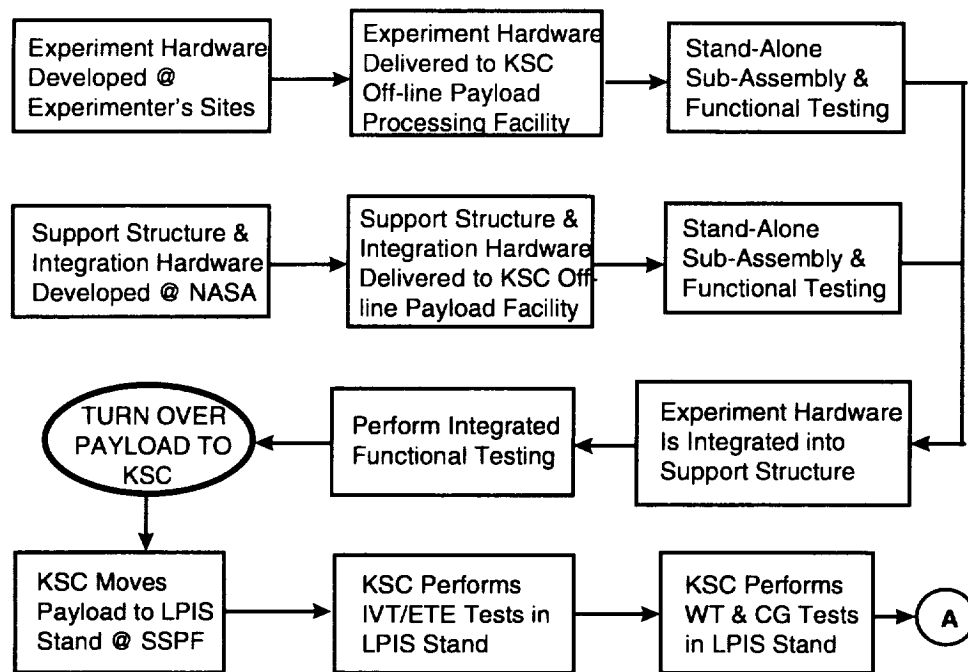 Experiment Hardware
Developed @
Experimenter's Sites
Experiment Hardware
Delivered to KSC
Off-line Payload
Processing Facility
Stand-Alone
Sub-Assembly &
Functional Testing
Support Structure &
Integration Hardware
Developed @ NASA
Support Structure &
Integration Hardware
Delivered to KSC Off-
line Payload Facility
Stand-Alone
Sub-Assembly &
Functional Testing
TURN OVER
PAYLOAD TO
KSC
Perform Integrated
Functional Testing
Experiment Hardware
Is Integrated into
Support Structure
KSC Moves
Payload to LPIS
Stand @ SSPF
KSC Performs
IVT/ETE Tests in
LPIS Stand
KSC Performs
WT & CG Tests
in LPIS Stand
A